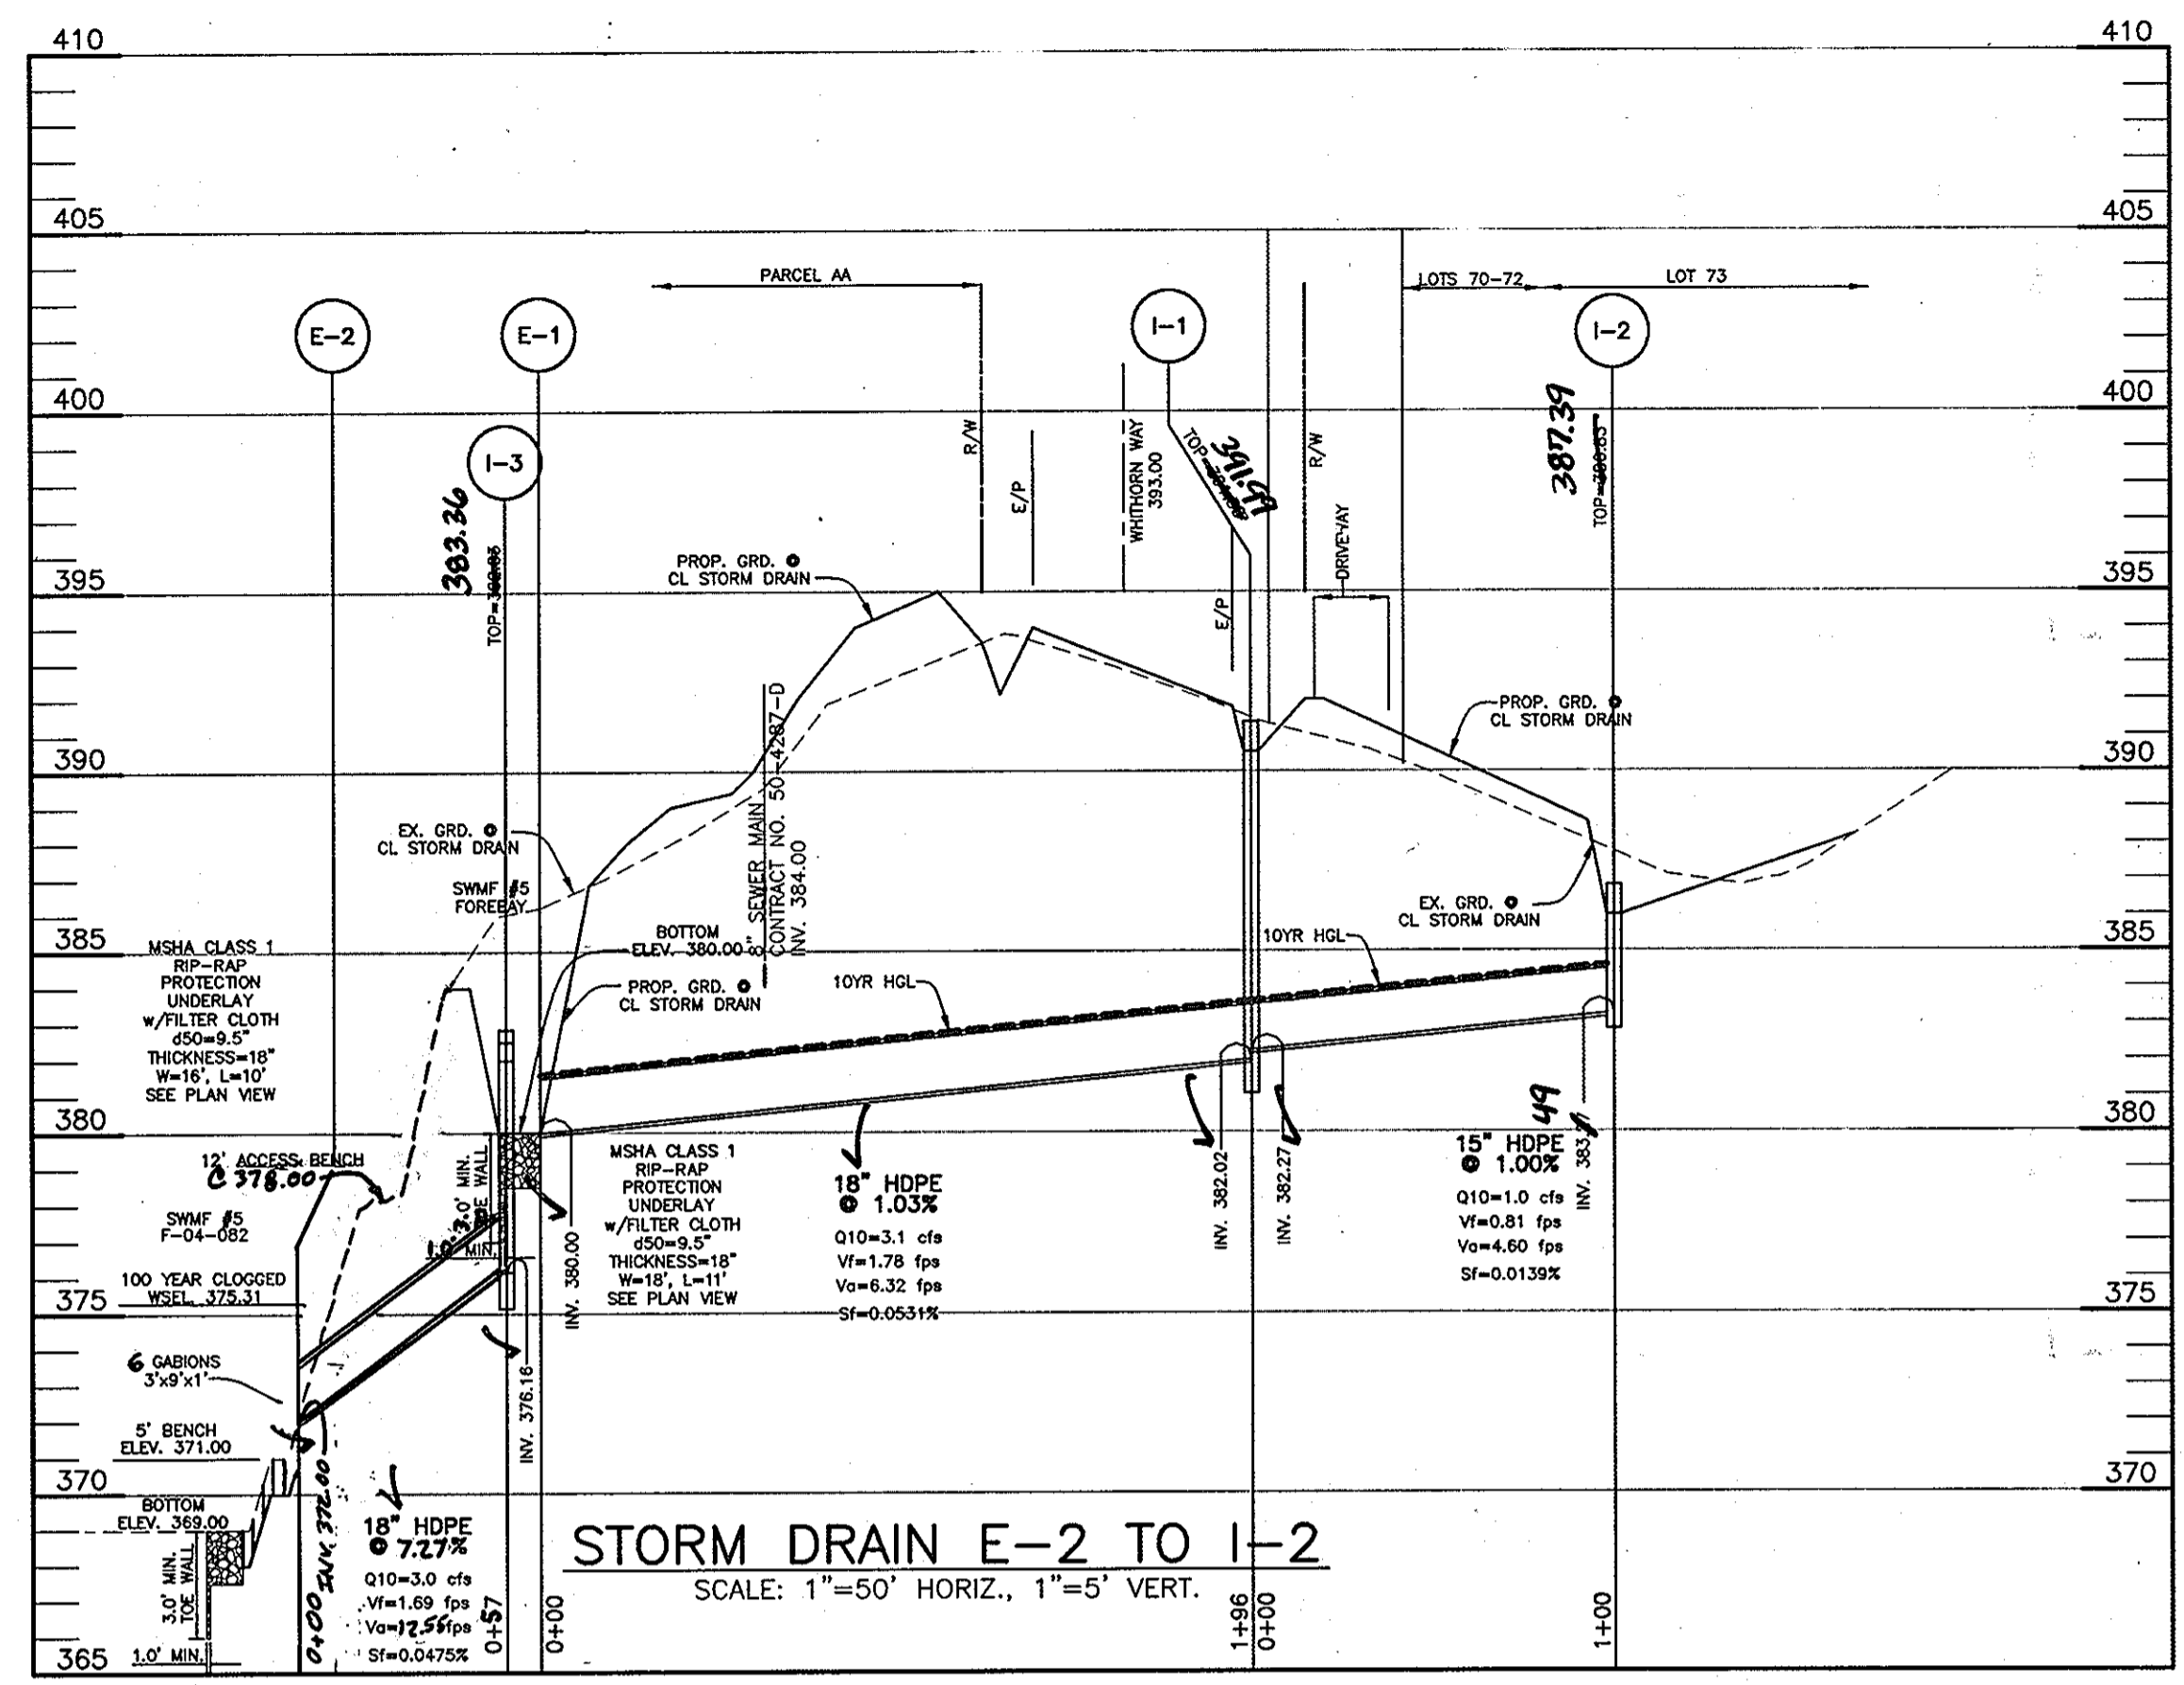 410
410
405
405
400
400
395
395
390
390
385
385
380
380
375
375
370
370
365
PARCEL AA
LOTS 70-72
LOT 73
E-2
E-1
I-3
I-1
I-2
383.36
TOP=382.83
R/W
E/P
WHITHORN WAY
393.00
TOP=
391.49
E/P
R/W
DRIVEWAY
387.39
TOP=
PROP. GRD. @
CL STORM DRAIN
PROP. GRD. @
CL STORM DRAIN
EX. GRD. @
CL STORM DRAIN
SWMF #5
FOREBAY
8" SEWER MAIN
CONTRACT NO. 50-4287-D
INV. 384.00
EX. GRD. @
CL STORM DRAIN
BOTTOM
ELEV. 380.00
PROP. GRD. @
CL STORM DRAIN
10YR HGL
10YR HGL
MSHA CLASS 1
RIP-RAP
PROTECTION
UNDERLAY
w/FILTER CLOTH
d50=9.5"
THICKNESS=18"
W=16', L=10'
SEE PLAN VIEW
12' ACCESS BENCH
@ 378.00
SWMF #5
F-04-082
100 YEAR CLOGGED
WSEL 375.31
6 GABIONS
3'x9'x1'
5' BENCH
ELEV. 371.00
BOTTOM
ELEV. 369.00
3.0' MIN.
TOE WALL
1.0' MIN.
3.0' MIN.
TOE WALL
1.0' MIN.
INV. 376.16
INV. 380.00
MSHA CLASS 1
RIP-RAP
PROTECTION
UNDERLAY
w/FILTER CLOTH
d50=9.5"
THICKNESS=18"
W=18', L=11'
SEE PLAN VIEW
18" HDPE
@ 1.03%
Q10=3.1 cfs
Vf=1.78 fps
Va=6.32 fps
Sf=0.0531%
INV. 382.02
INV. 382.27
15" HDPE
@ 1.00%
Q10=1.0 cfs
Vf=0.81 fps
Va=4.60 fps
Sf=0.0139%
INV. 383.
49
0+00 INV. 372.00
18" HDPE
@ 7.27%
Q10=3.0 cfs
Vf=1.69 fps
Va=12.55fps
Sf=0.0475%
0+57
0+00
1+96
0+00
1+00
STORM DRAIN E-2 TO I-2
SCALE: 1"=50' HORIZ., 1"=5' VERT.